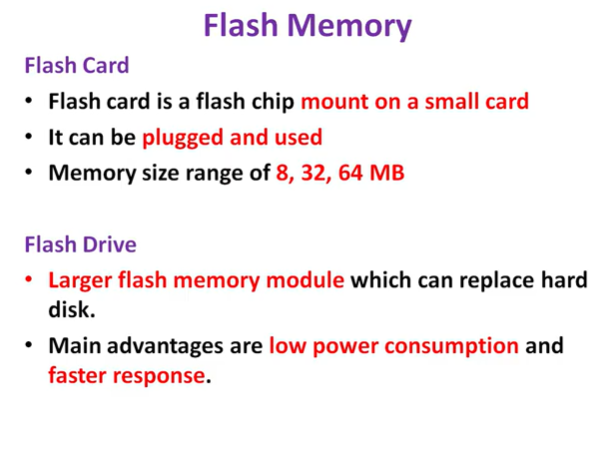 Flash Memory
Flash Card
• Flash card is a flash chip mount on a small card
• It can be plugged and used
• Memory size range of 8, 32, 64 MB
Flash Drive
• Larger flash memory module which can replace hard
disk.
• Main advantages are low power consumption and
faster response.